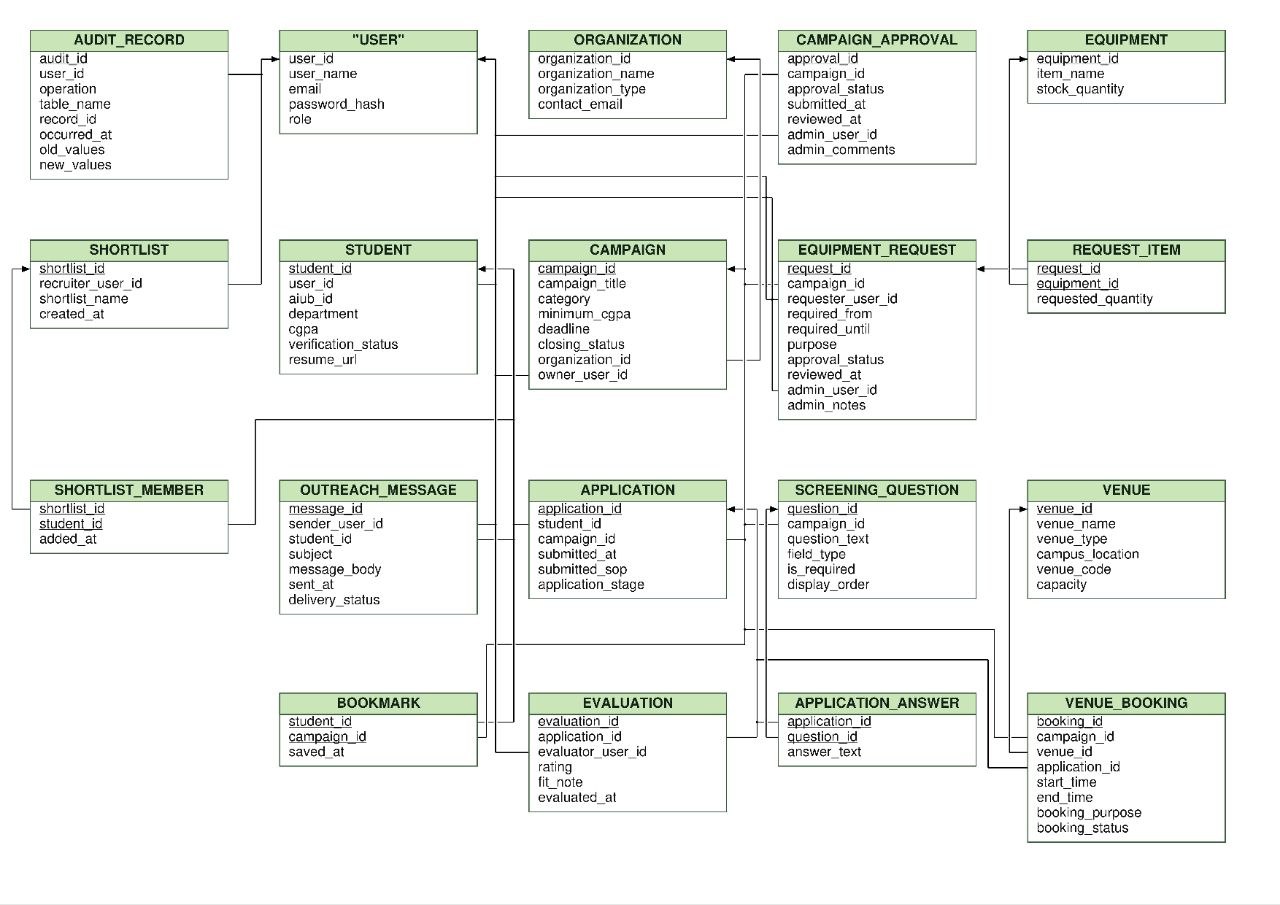 AUDIT_RECORD
audit_id
user_id
operation
table_name
record_id
occurred_at
old_values
new_values
"USER"
user_id
user_name
email
password_hash
role
ORGANIZATION
organization_id
organization_name
organization_type
contact_email
CAMPAIGN_APPROVAL
approval_id
campaign_id
approval_status
submitted_at
reviewed_at
admin_user_id
admin_comments
EQUIPMENT
equipment_id
item_name
stock_quantity
SHORTLIST
shortlist_id
recruiter_user_id
shortlist_name
created_at
STUDENT
student_id
user_id
aiub_id
department
cgpa
verification_status
resume_url
CAMPAIGN
campaign_id
campaign_title
category
minimum_cgpa
deadline
closing_status
organization_id
owner_user_id
EQUIPMENT_REQUEST
request_id
campaign_id
requester_user_id
required_from
required_until
purpose
approval_status
reviewed_at
admin_user_id
admin_notes
REQUEST_ITEM
request_id
equipment_id
requested_quantity
SHORTLIST_MEMBER
shortlist_id
student_id
added_at
OUTREACH_MESSAGE
message_id
sender_user_id
student_id
subject
message_body
sent_at
delivery_status
APPLICATION
application_id
student_id
campaign_id
submitted_at
submitted_sop
application_stage
SCREENING_QUESTION
question_id
campaign_id
question_text
field_type
is_required
display_order
VENUE
venue_id
venue_name
venue_type
campus_location
venue_code
capacity
BOOKMARK
student_id
campaign_id
saved_at
EVALUATION
evaluation_id
application_id
evaluator_user_id
rating
fit_note
evaluated_at
APPLICATION_ANSWER
application_id
question_id
answer_text
VENUE_BOOKING
booking_id
campaign_id
venue_id
application_id
start_time
end_time
booking_purpose
booking_status